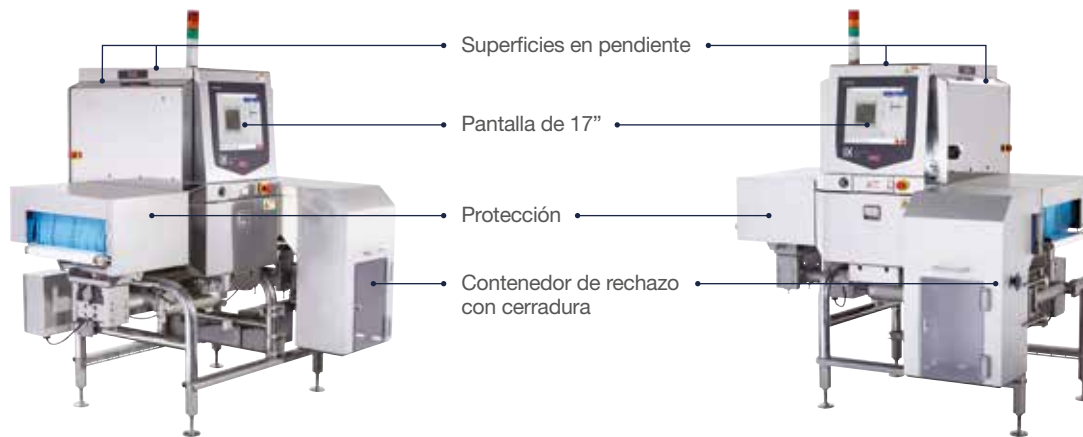 Superficies en pendiente
Pantalla de 17”
Protección
Contenedor de rechazo
con cerradura